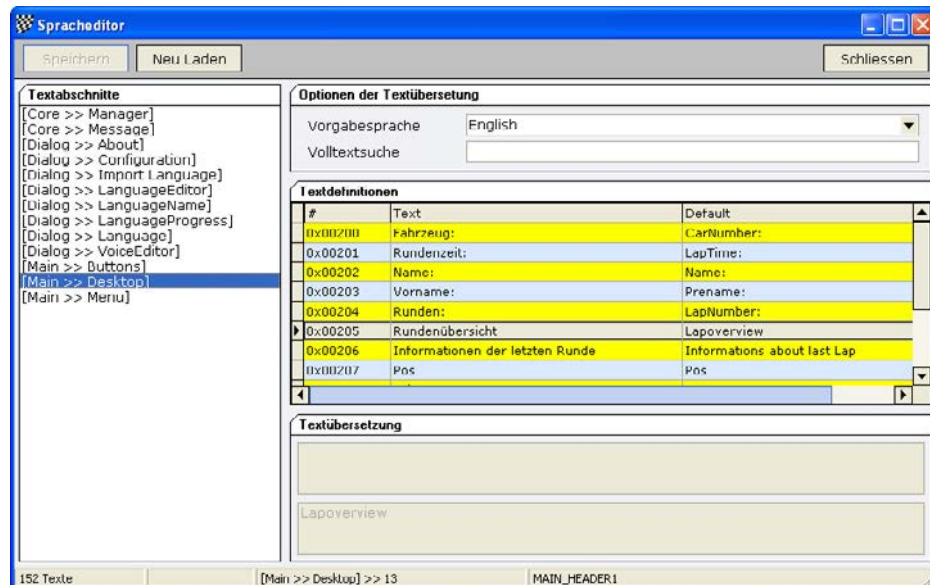 Spracheditor
Speichern Neu Laden Schliessen
Textabschnitte
[Core >> Manager]
[Core >> Message]
[Dialog >> About]
[Dialog >> Configuration]
[Dialog >> Import Language]
[Dialog >> LanguageEditor]
[Dialog >> LanguageName]
[Dialog >> LanguageProgress]
[Dialog >> Language]
[Dialog >> VoiceEditor]
[Main >> Buttons]
[Main >> Desktop]
[Main >> Menu]
Optionen der Textübersetung
Vorgabesprache English
Volltextsuche
Textdefinitionen
# Text Default
0x00200 Fahrzeug: CarNumber:
0x00201 Rundenzeit: LapTime:
0x00202 Name: Name:
0x00203 Vorname: Prename:
0x00204 Runden: LapNumber:
0x00205 Rundenübersicht Lapoverview
0x00206 Informationen der letzten Runde Informations about last Lap
0x00207 Pos Pos
Textübersetzung
Lapoverview
152 Texte [Main >> Desktop] >> 13 MAIN_HEADER1